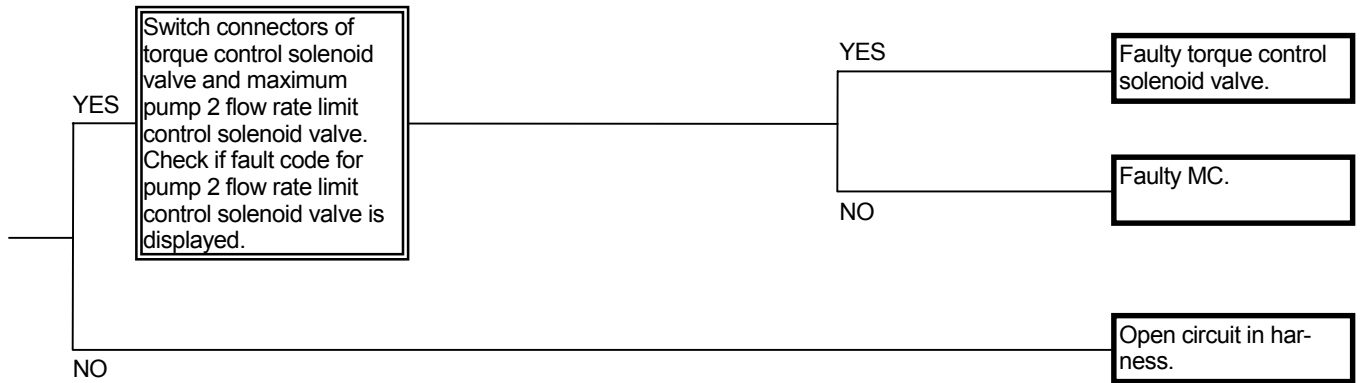 Switch connectors of
torque control solenoid
valve and maximum
pump 2 flow rate limit
control solenoid valve.
Check if fault code for
pump 2 flow rate limit
control solenoid valve is
displayed.
YES
YES
Faulty torque control
solenoid valve.
Faulty MC.
NO
Open circuit in har-
ness.
NO